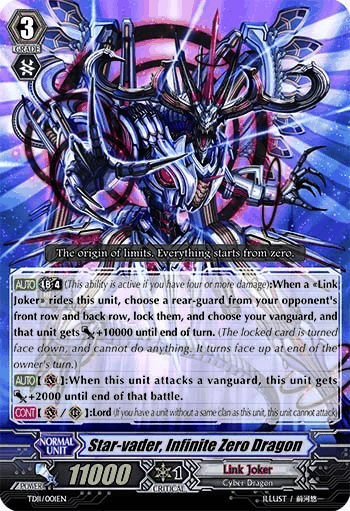 3
GRADE
The origin of limits. Everything starts from zero.
AUTO LB 4 (This ability is active if you have four or more damage):When a «Link
Joker» rides this unit, choose a rear-guard from your opponent's
front row and back row, lock them, and choose your vanguard, and
that unit gets +10000 until end of turn. (The locked card is turned
face down, and cannot do anything. It turns face up at end of the
owner's turn.)
AUTO [ ]:When this unit attacks a vanguard, this unit gets
+2000 until end of that battle.
CONT [ / ]:Lord (If you have a unit without a same clan as this unit, this unit cannot attack)
NORMAL
UNIT
Star-vader, Infinite Zero Dragon
POWER
11000
1
CRITICAL
Link Joker
Cyber Dragon
TD11/001EN
ILLUST / 前河悠一